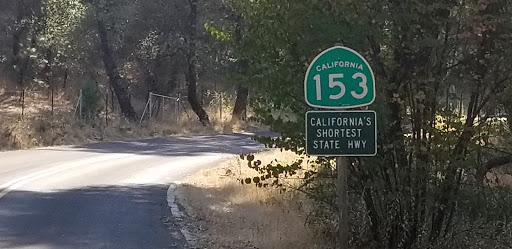 CALIFORNIA
153
CALIFORNIA'S
SHORTEST
STATE HWY